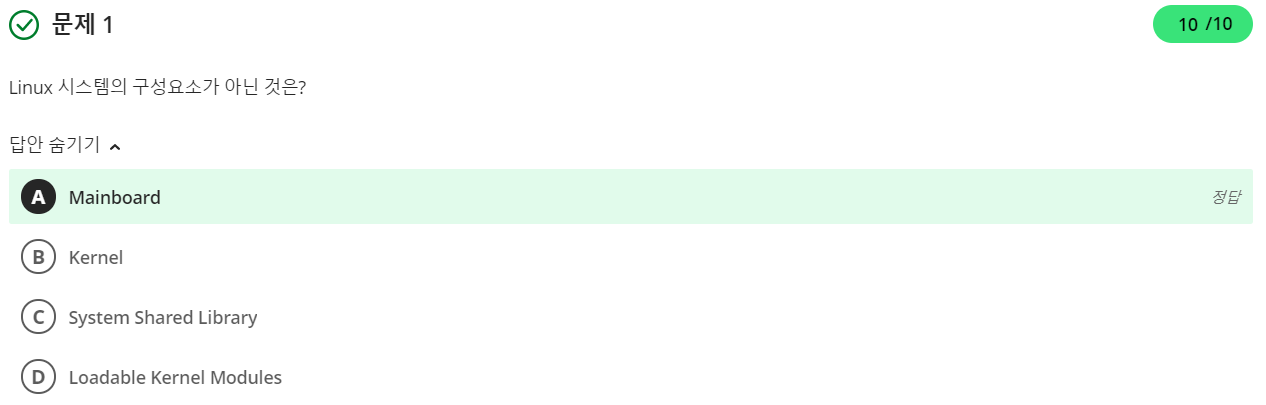 문제 1
10 /10
Linux 시스템의 구성요소가 아닌 것은?
답안 숨기기
A Mainboard 정답
B Kernel
C System Shared Library
D Loadable Kernel Modules